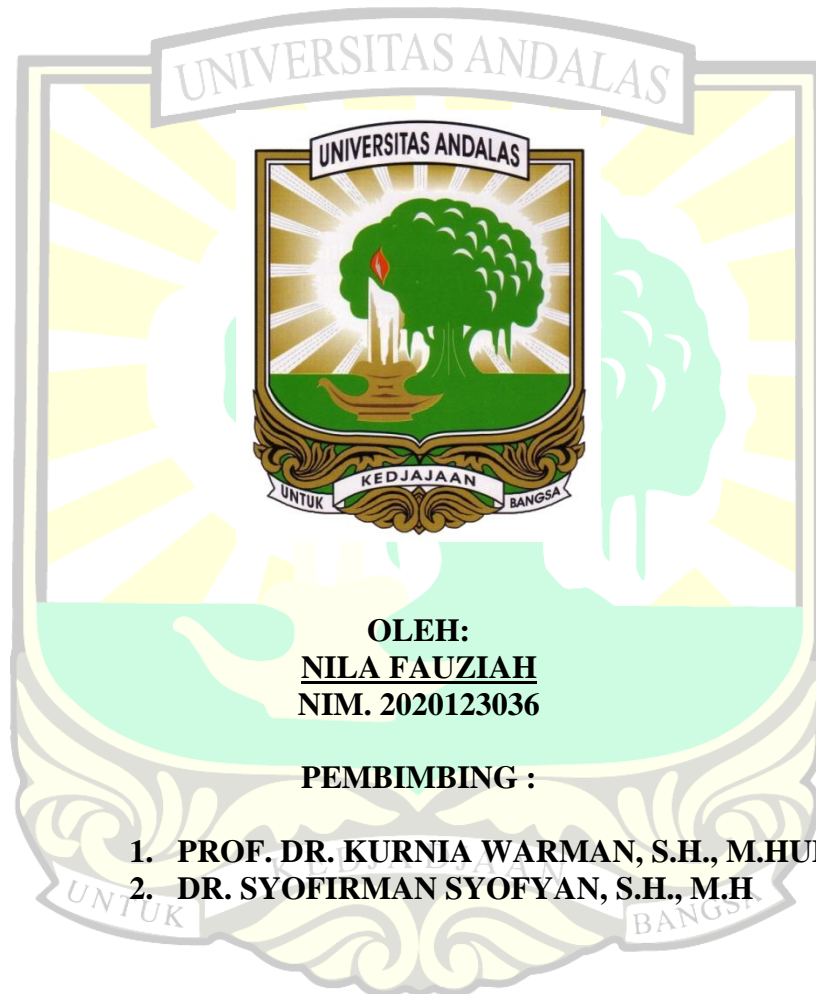 UNIVERSITAS ANDALAS
UNIVERSITAS ANDALAS
KEDJAJAAN
UNTUK BANGSA
OLEH:
NILA FAUZIAH
NIM. 2020123036
PEMBIMBING :
1. PROF. DR. KURNIA WARMAN, S.H.,
2. DR. SYOFIRMAN SYOFYAN, S.H., M.H
KEDJAJAAN
UNTUK BANGSA